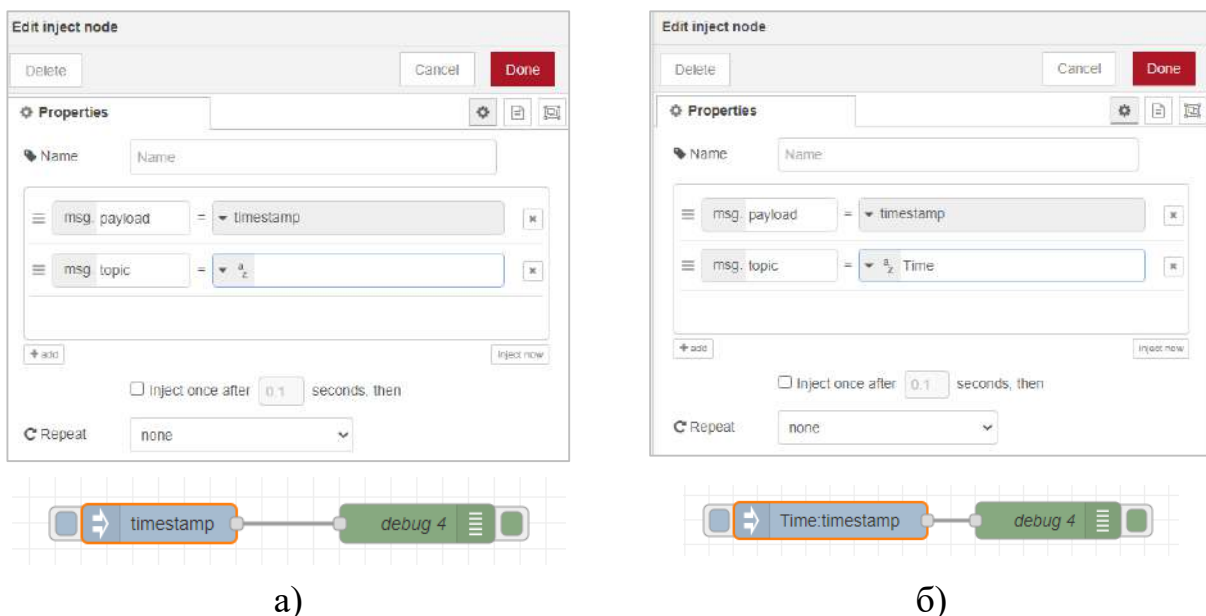 Edit inject node
Delete Cancel Done
Properties
Name Name
msg. payload = timestamp
msg. topic = a z
add Inject now
Inject once after 0.1 seconds, then
Repeat none
timestamp debug 4
а)
Edit inject node
Delete Cancel Done
Properties
Name Name
msg. payload = timestamp
msg. topic = a z Time
add Inject now
Inject once after 0.1 seconds, then
Repeat none
Time:timestamp debug 4
б)